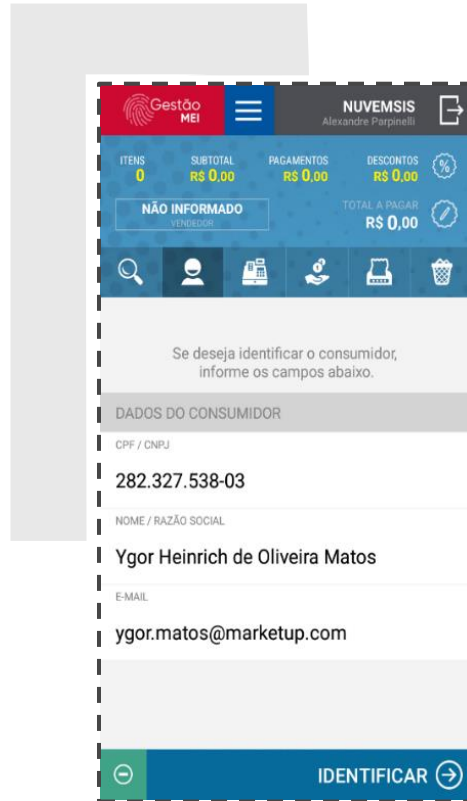 Gestão
MEI
NUVEMSIS
Alexandre Parpinelli
ITENS
0
SUBTOTAL
R$ 0,00
PAGAMENTOS
R$ 0,00
DESCONTOS
R$ 0,00
%
NÃO INFORMADO
VENDEDOR
TOTAL A PAGAR
R$ 0,00
Se deseja identificar o consumidor,
informe os campos abaixo.
DADOS DO CONSUMIDOR
CPF / CNPJ
282.327.538-03
NOME / RAZÃO SOCIAL
Ygor Heinrich de Oliveira Matos
E-MAIL
ygor.matos@marketup.com
IDENTIFICAR